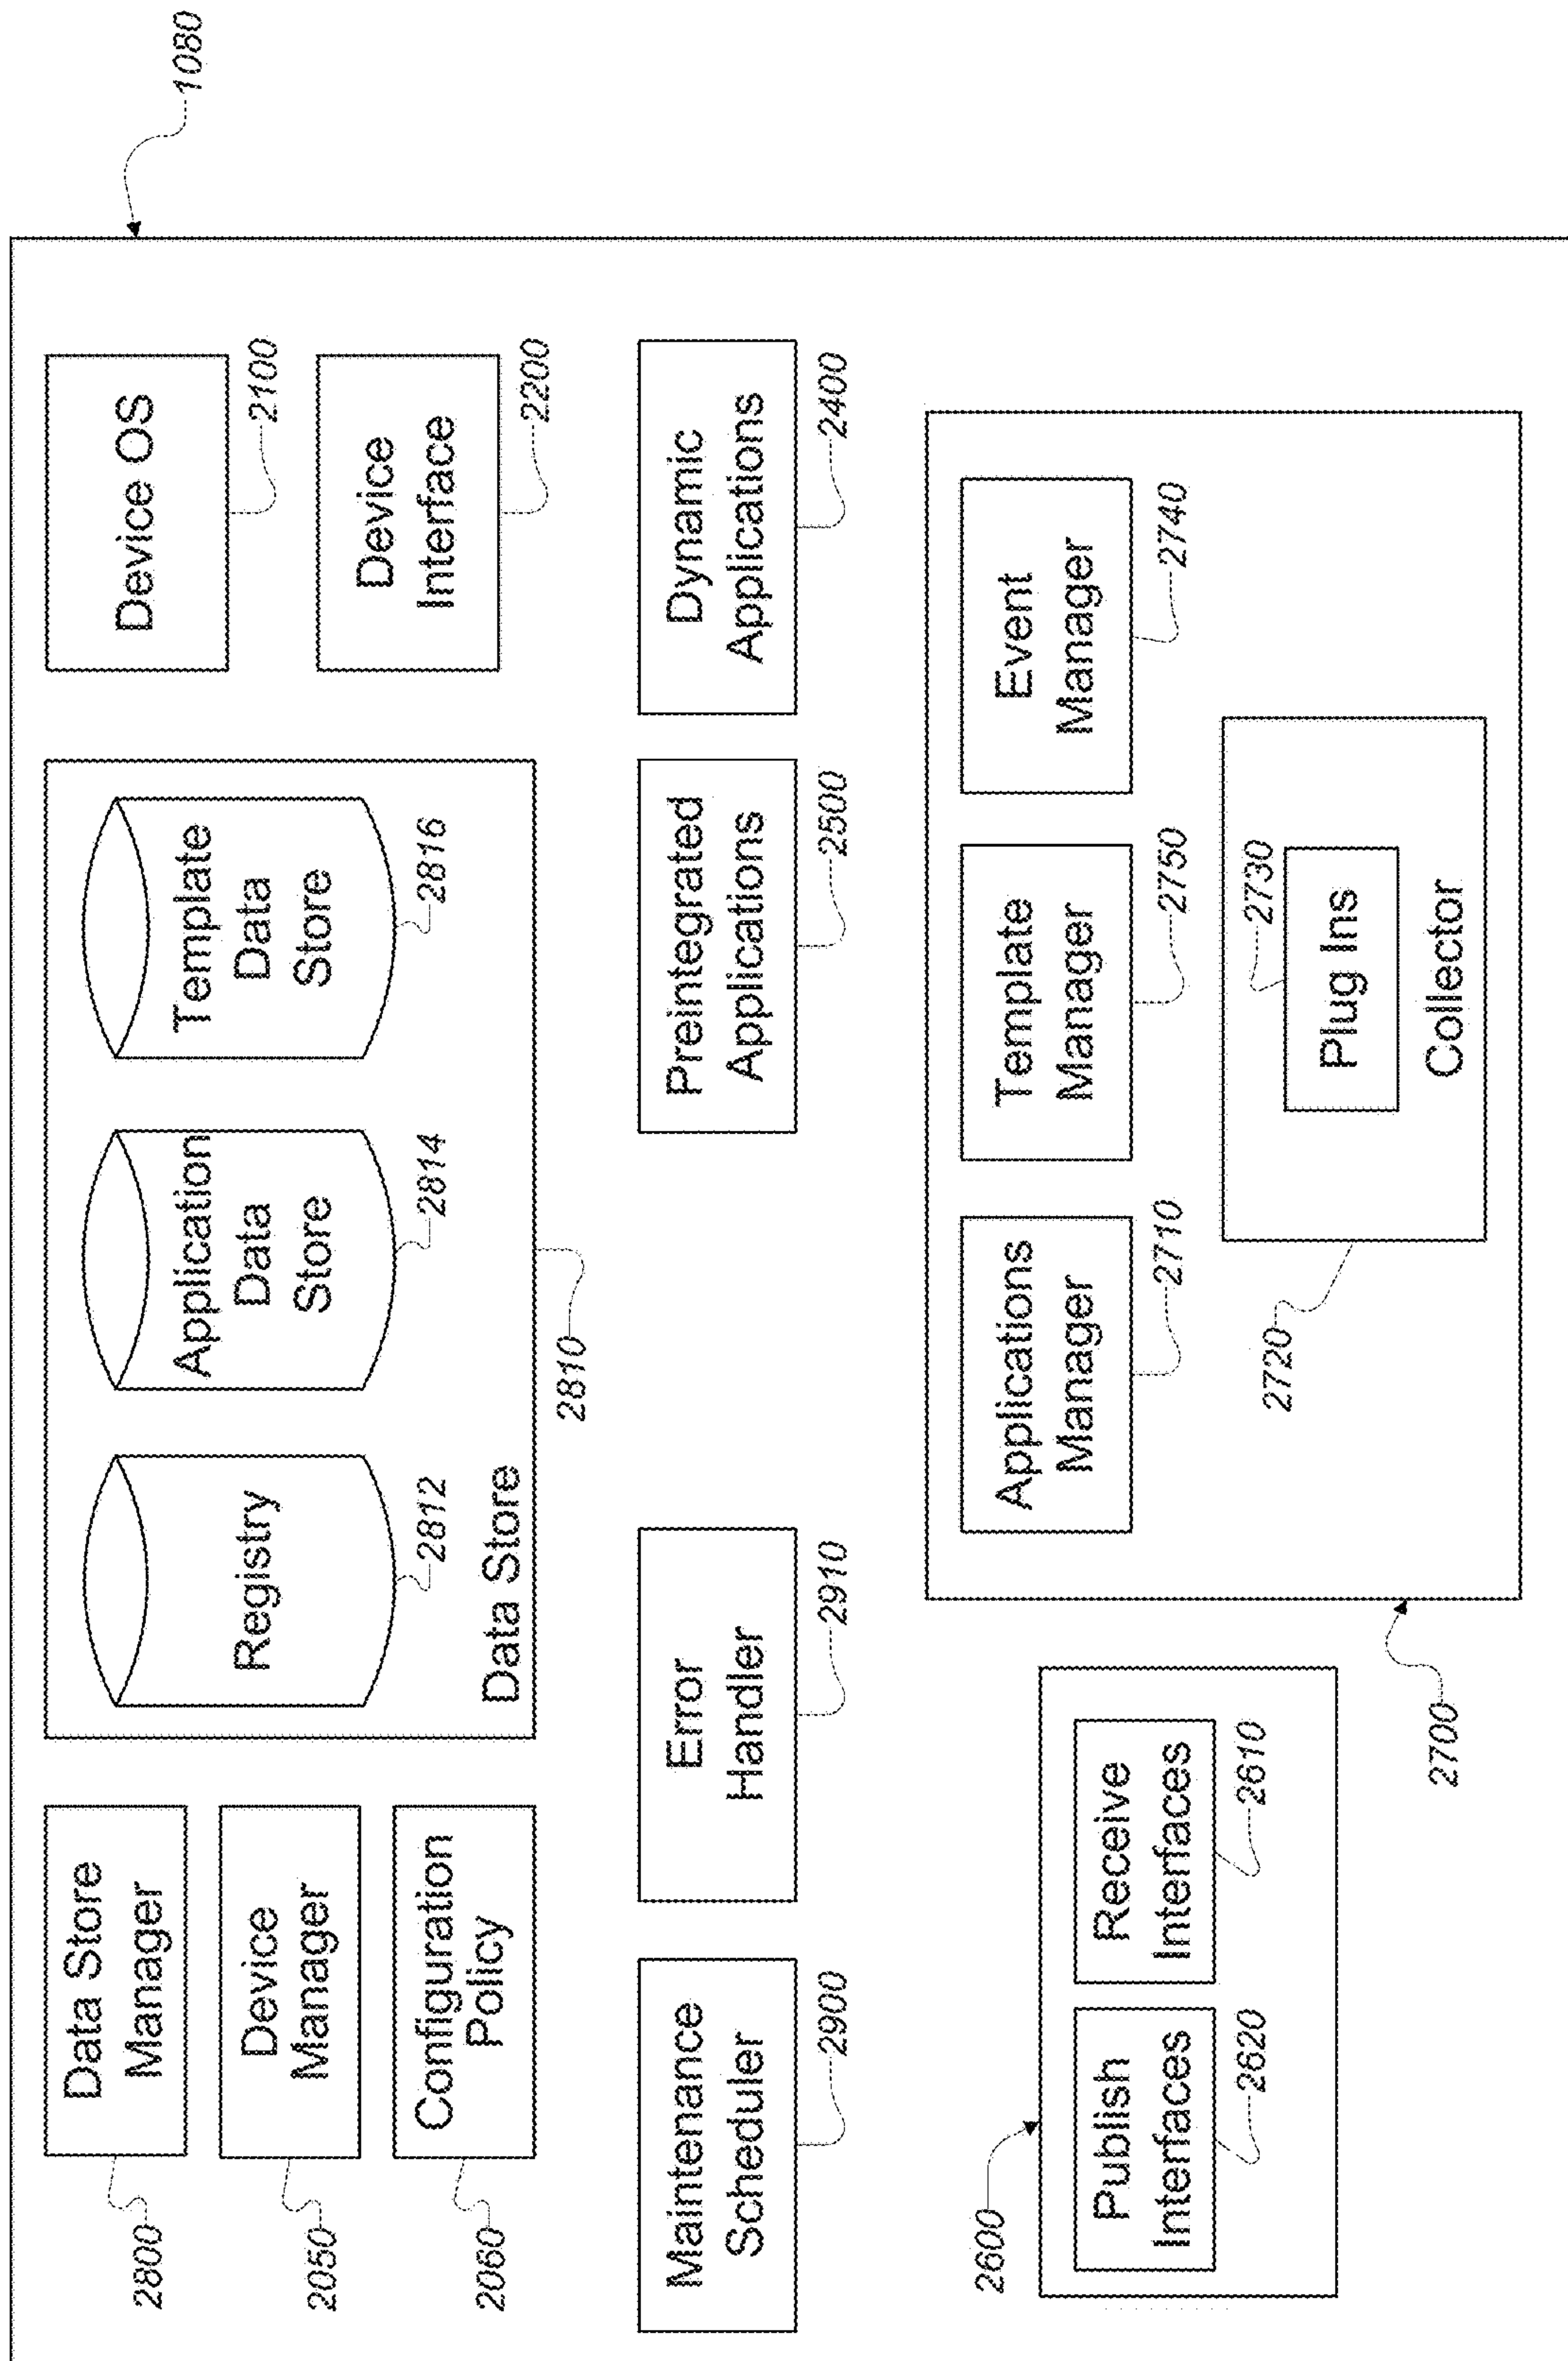 1080
Data Store
Manager
2800
Device
Manager
2050
Configuration
Policy
2060
Registry
2812
Application
Data
Store
2814
Template
Data
Store
2816
Data Store
2810
Device OS
2100
Device
Interface
2200
Maintenance
Scheduler
2900
Error
Handler
2910
Preintegrated
Applications
2500
Dynamic
Applications
2400
2600
Publish
Interfaces
2620
Receive
Interfaces
2610
2700
Applications
Manager
2710
Template
Manager
2750
Event
Manager
2740
2720
2730
Plug Ins
Collector